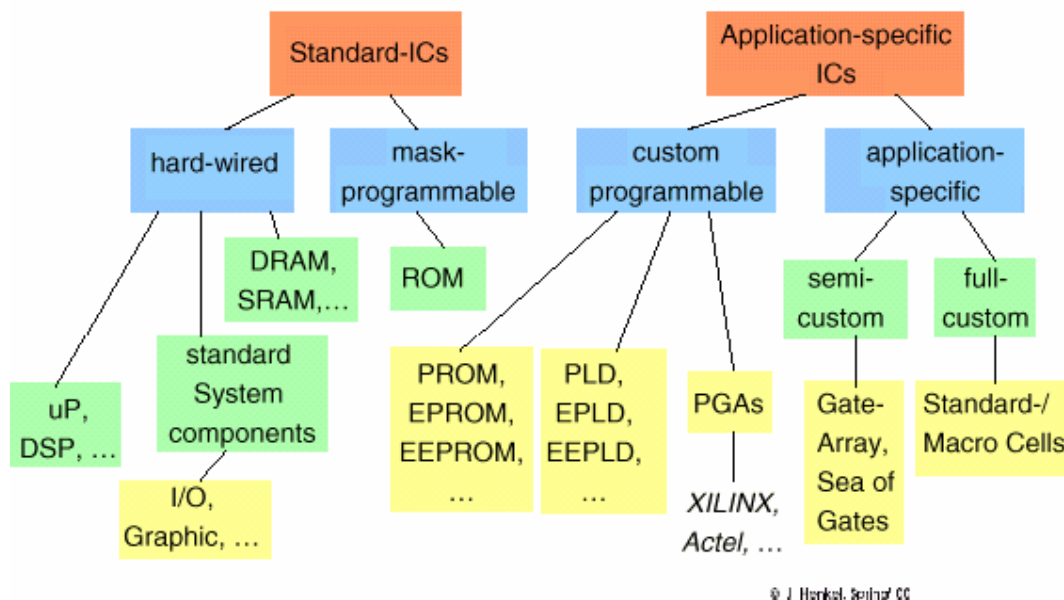 Standard-ICs
Application-specific
ICs
hard-wired
mask-
programmable
custom
programmable
application-
specific
DRAM,
SRAM,...
ROM
semi-
custom
full-
custom
standard
System
components
uP,
DSP, ...
I/O,
Graphic, ...
PROM,
EPROM,
EEPROM,
...
PLD,
EPLD,
EEPLD,
...
PGAs
XILINX,
Actel, ...
Gate-
Array,
Sea of
Gates
Standard-/
Macro Cells
© J. Henkel, Spring/